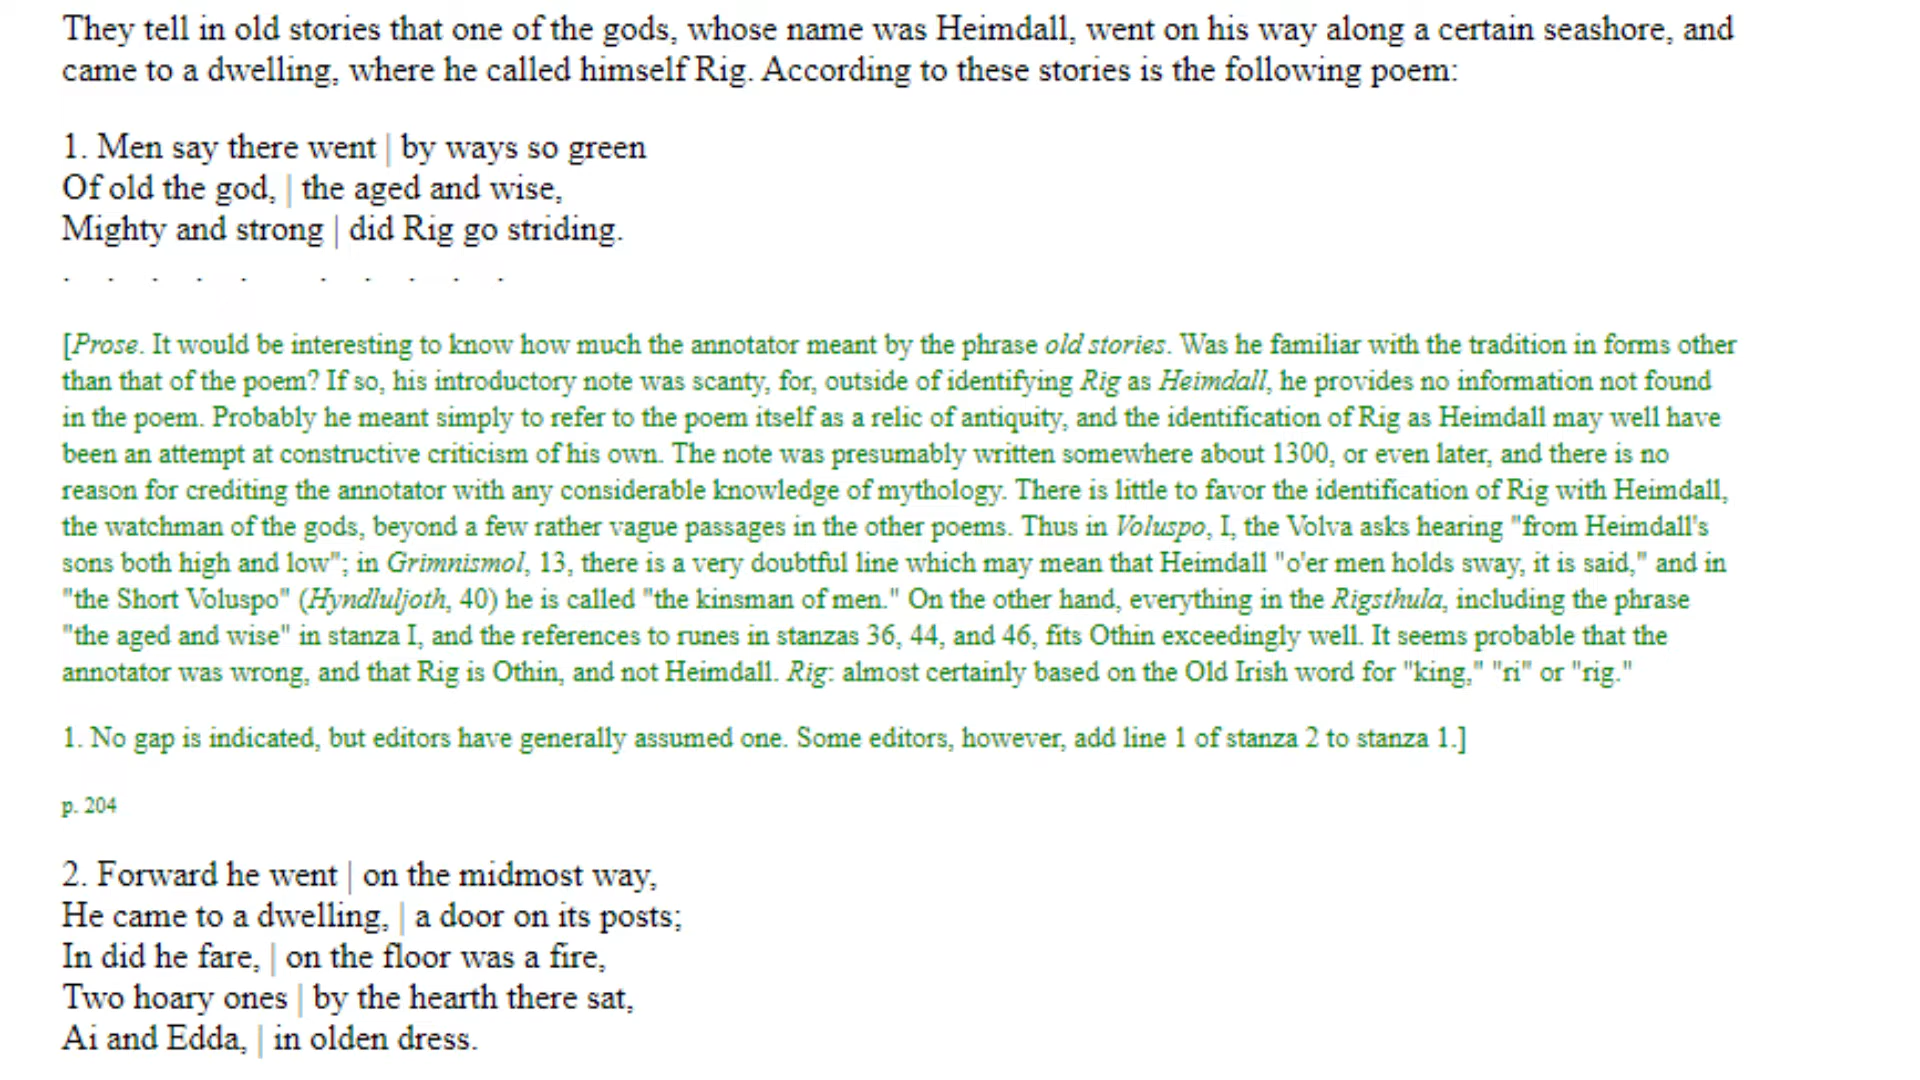 They tell in old stories that one of the gods, whose name was Heimdall, went on his way along a certain seashore, and
came to a dwelling, where he called himself Rig. According to these stories is the following poem:
1. Men say there went | by ways so green
Of old the god, | the aged and wise,
Mighty and strong | did Rig go striding.
. . . . . . . . . .
[Prose. It would be interesting to know how much the annotator meant by the phrase old stories. Was he familiar with the tradition in forms other
than that of the poem? If so, his introductory note was scanty, for, outside of identifying Rig as Heimdall, he provides no information not found
in the poem. Probably he meant simply to refer to the poem itself as a relic of antiquity, and the identification of Rig as Heimdall may well have
been an attempt at constructive criticism of his own. The note was presumably written somewhere about 1300, or even later, and there is no
reason for crediting the annotator with any considerable knowledge of mythology. There is little to favor the identification of Rig with Heimdall,
the watchman of the gods, beyond a few rather vague passages in the other poems. Thus in Voluspo, I, the Volva asks hearing "from Heimdall's
sons both high and low"; in Grimnismol, 13, there is a very doubtful line which may mean that Heimdall "o'er men holds sway, it is said," and in
"the Short Voluspo" (Hyndluljoth, 40) he is called "the kinsman of men." On the other hand, everything in the Rigsthula, including the phrase
"the aged and wise" in stanza I, and the references to runes in stanzas 36, 44, and 46, fits Othin exceedingly well. It seems probable that the
annotator was wrong, and that Rig is Othin, and not Heimdall. Rig: almost certainly based on the Old Irish word for "king," "ri" or "rig."
1. No gap is indicated, but editors have generally assumed one. Some editors, however, add line 1 of stanza 2 to stanza 1.]
p. 204
2. Forward he went | on the midmost way,
He came to a dwelling, | a door on its posts;
In did he fare, | on the floor was a fire,
Two hoary ones | by the hearth there sat,
Ai and Edda, | in olden dress.